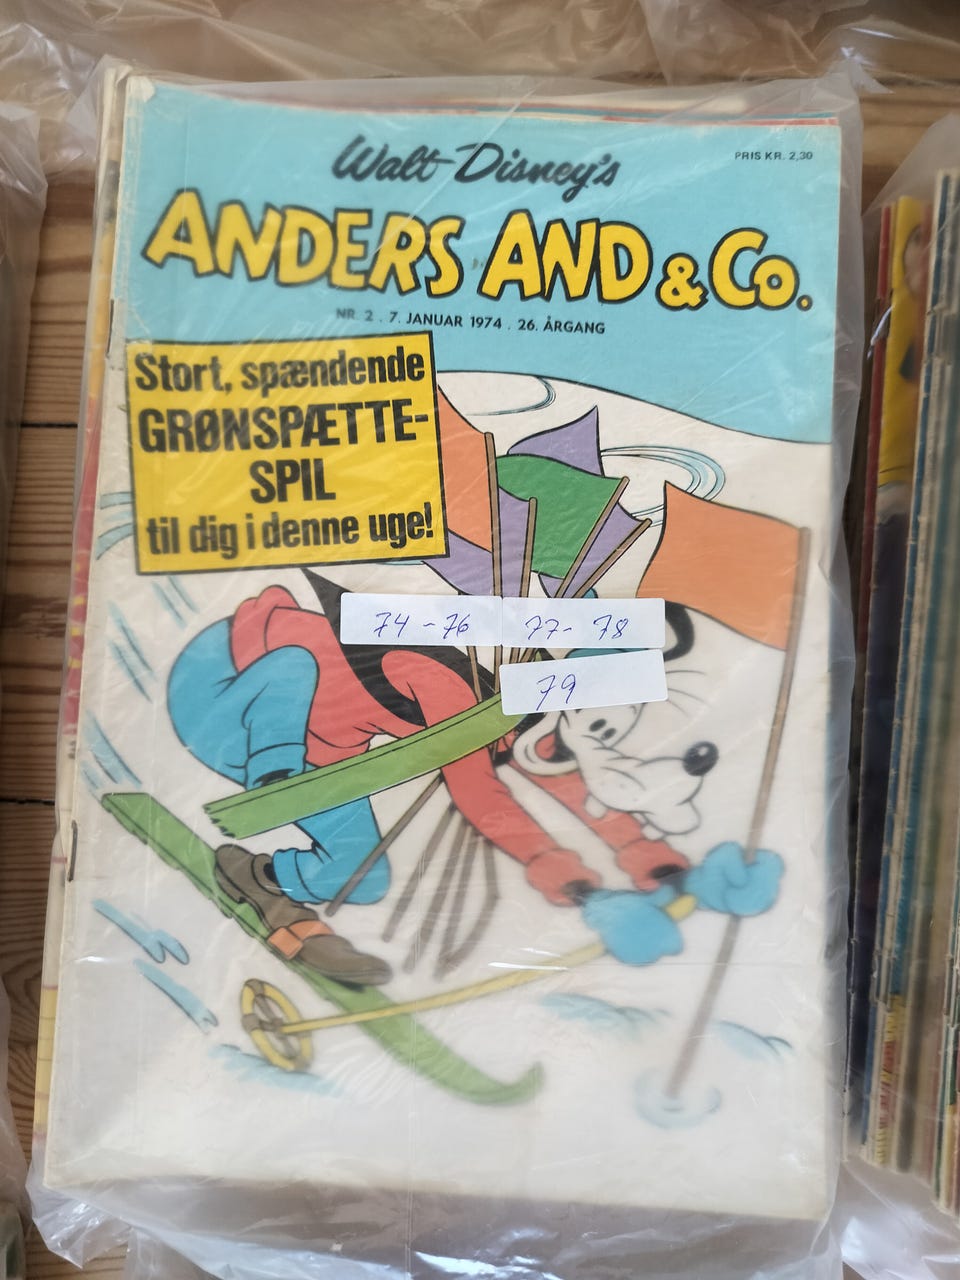 Walt Disney's
PRIS KR. 2,30
ANDERS AND & Co.
NR. 2 . 7. JANUAR 1974 . 26. ÅRGANG
Stort, spændende
GRØNSPÆTTE-
SPIL
til dig i denne uge!
74 - 76
77 - 78
79